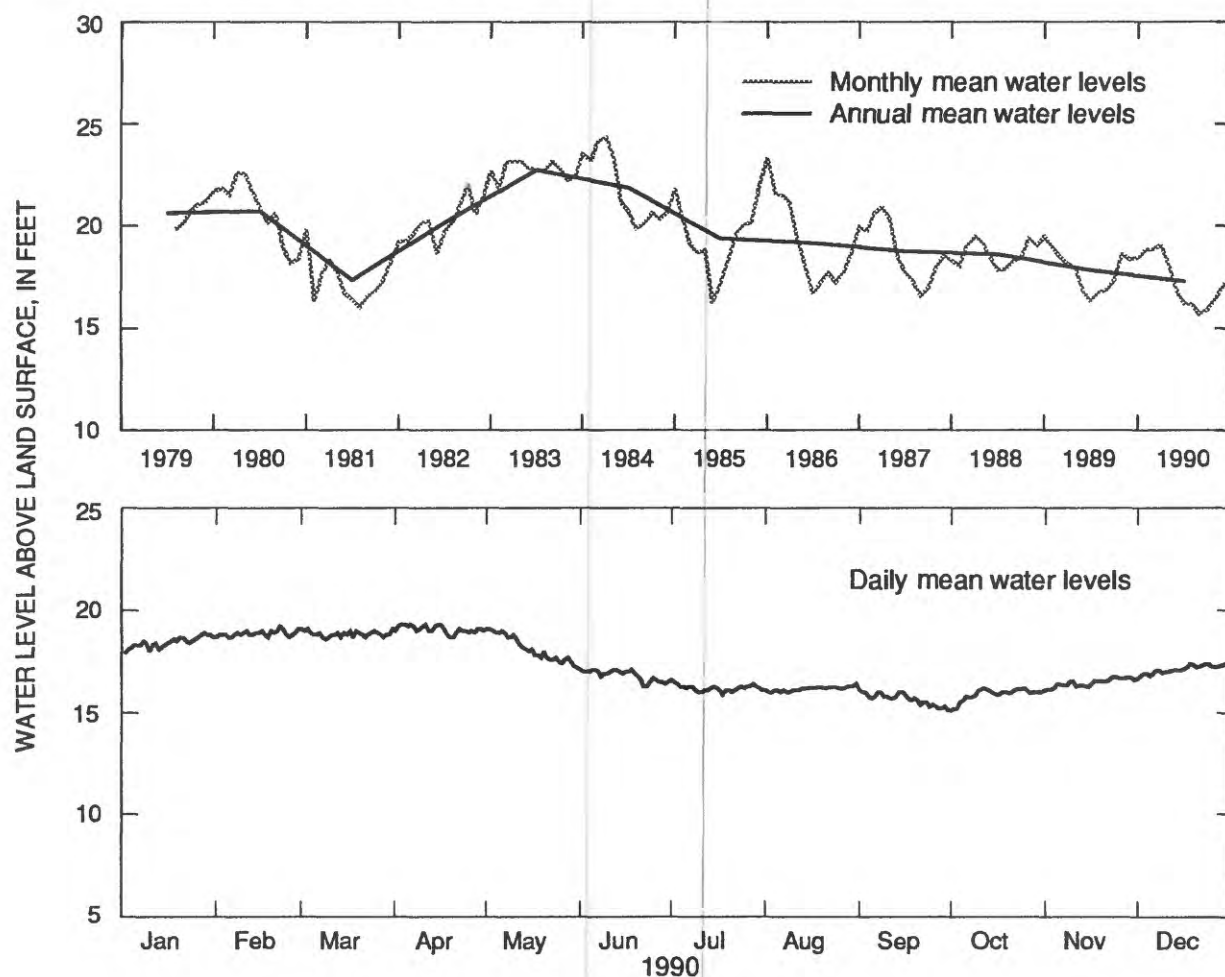 WATER LEVEL ABOVE LAND SURFACE, IN FEET
30
25
20
15
10
Monthly mean water levels
Annual mean water levels
1979 1980 1981 1982 1983 1984 1985 1986 1987 1988 1989 1990
25
20
15
10
5
Daily mean water levels
Jan Feb Mar Apr May Jun Jul Aug Sep Oct Nov Dec
1990